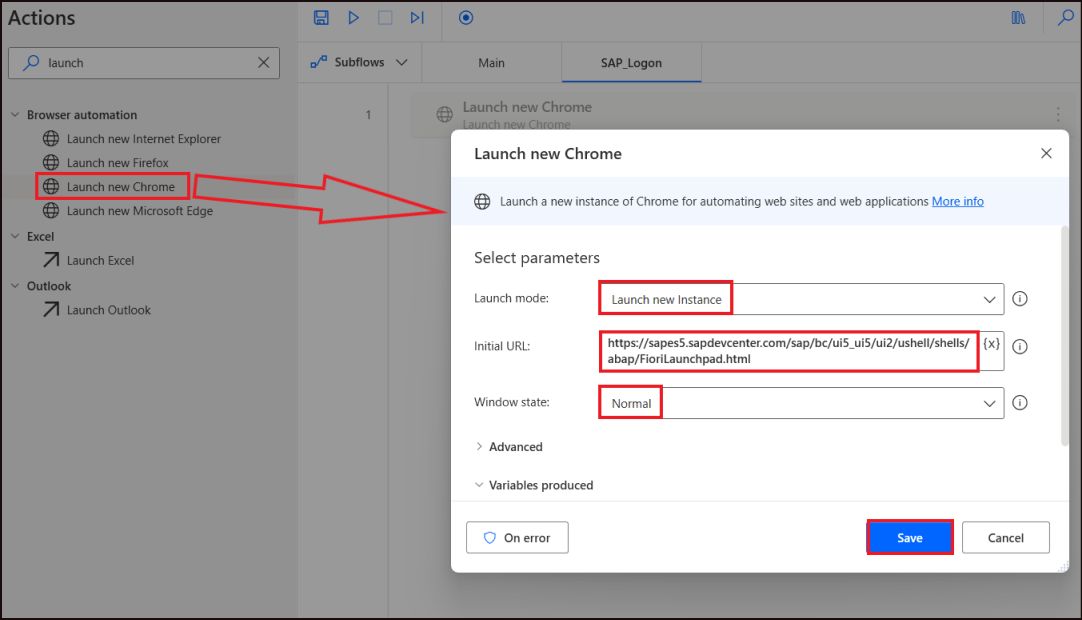 Actions
launch
Browser automation
Launch new Internet Explorer
Launch new Firefox
Launch new Chrome
Launch new Microsoft Edge
Excel
Launch Excel
Outlook
Launch Outlook
Subflows
Main
SAP_Logon
1
Launch new Chrome
Launch new Chrome
Launch new Chrome
Launch a new instance of Chrome for automating web sites and web applications More info
Select parameters
Launch mode:
Launch new Instance
Initial URL:
https://sapes5.sapdevcenter.com/sap/bc/ui5_ui5/ui2/ushell/shells/
abap/FioriLaunchpad.html
{x}
Window state:
Normal
Advanced
Variables produced
On error
Save
Cancel